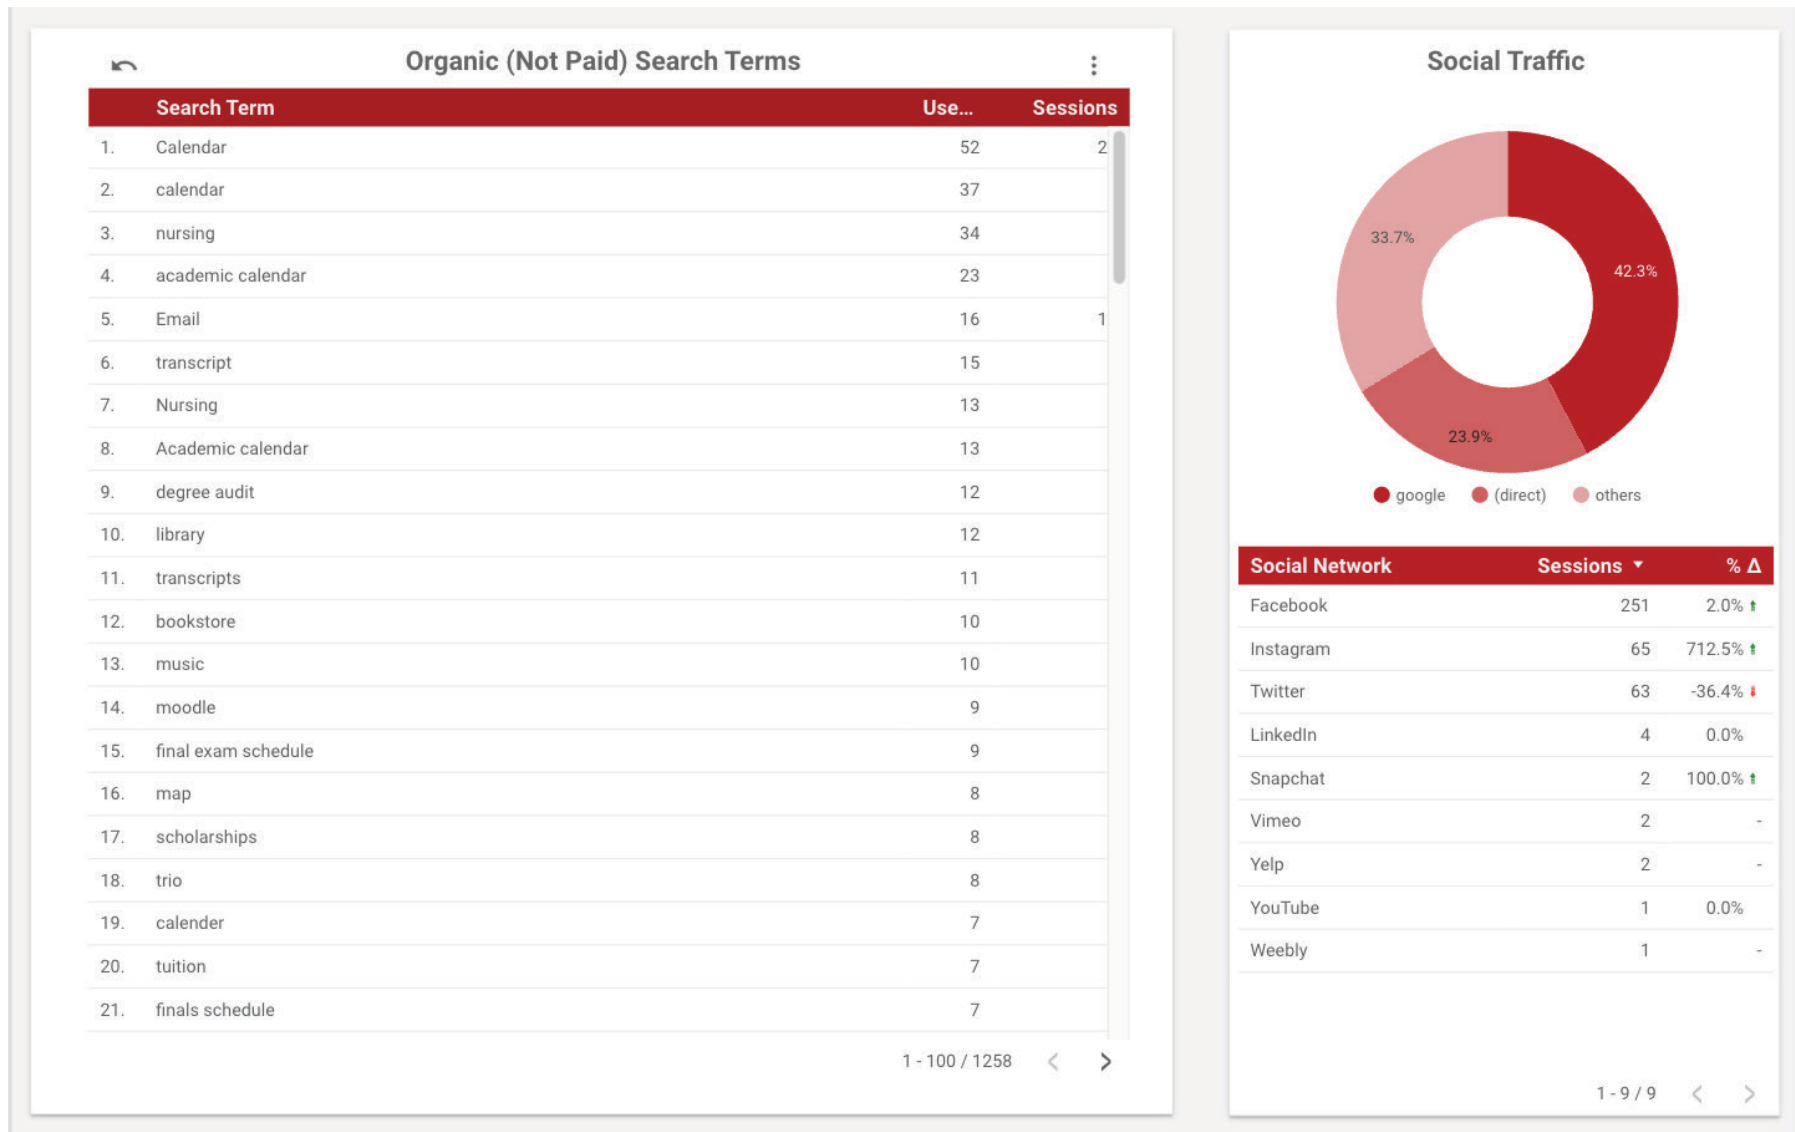 Organic (Not Paid) Search Terms
Search Term Use... Sessions
1. Calendar 52 2
2. calendar 37
3. nursing 34
4. academic calendar 23
5. Email 16 1
6. transcript 15
7. Nursing 13
8. Academic calendar 13
9. degree audit 12
10. library 12
11. transcripts 11
12. bookstore 10
13. music 10
14. moodle 9
15. final exam schedule 9
16. map 8
17. scholarships 8
18. trio 8
19. calender 7
20. tuition 7
21. finals schedule 7
1 - 100 / 1258
Social Traffic
33.7%
42.3%
23.9%
google (direct) others
Social Network Sessions % Δ
Facebook 251 2.0%
Instagram 65 712.5%
Twitter 63 -36.4%
LinkedIn 4 0.0%
Snapchat 2 100.0%
Vimeo 2 -
Yelp 2 -
YouTube 1 0.0%
Weebly 1 -
1 - 9 / 9